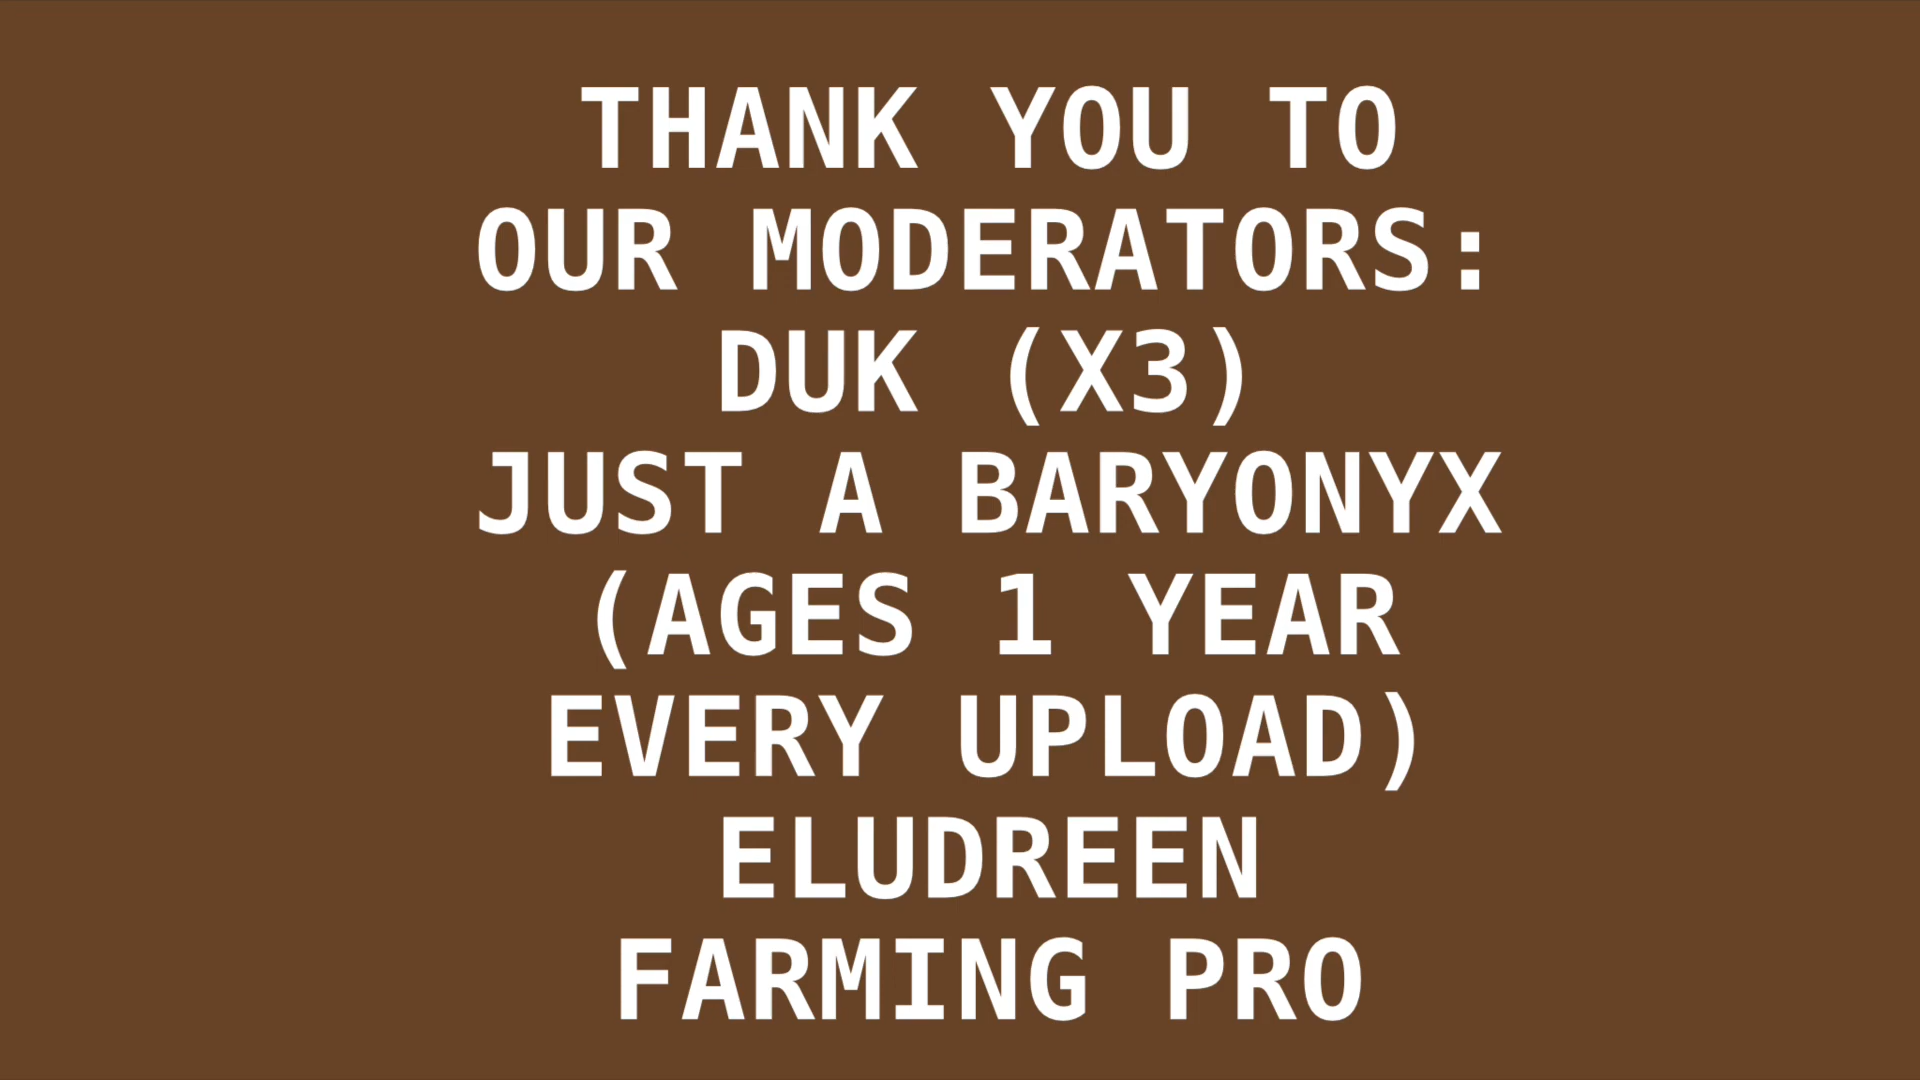 THANK YOU TO
OUR MODERATORS:
DUK (X3)
JUST A BARYONYX
(AGES 1 YEAR
EVERY UPLOAD)
ELUDREEN
FARMING PRO